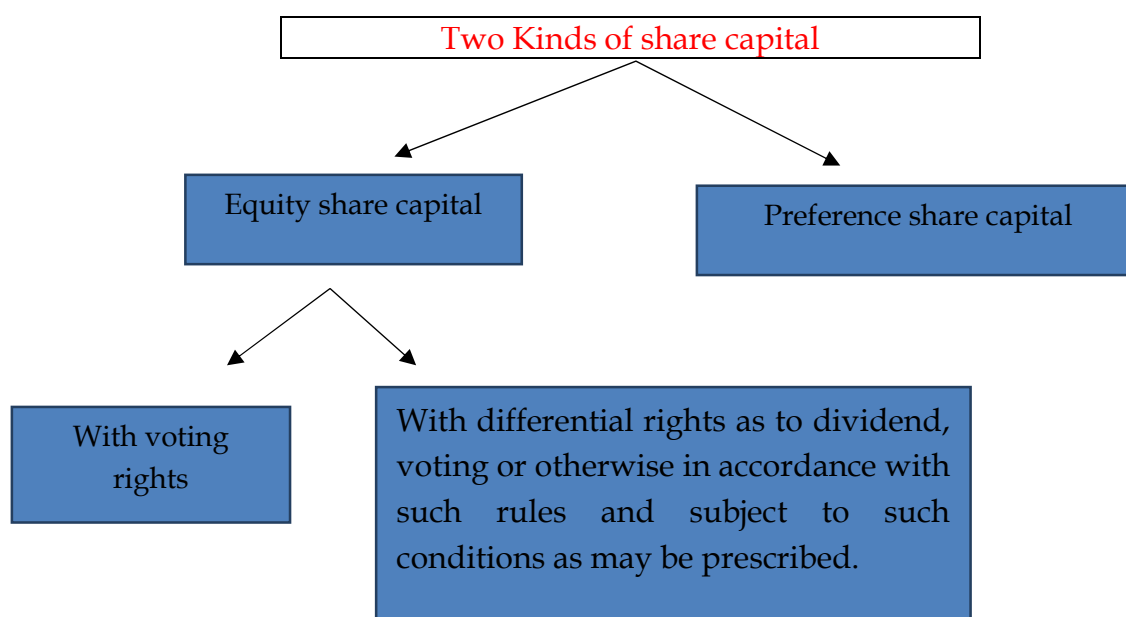 Two Kinds of share capital
Equity share capital
Preference share capital
With voting
rights
With differential rights as to dividend,
voting or otherwise in accordance with
such rules and subject to such
conditions as may be prescribed.